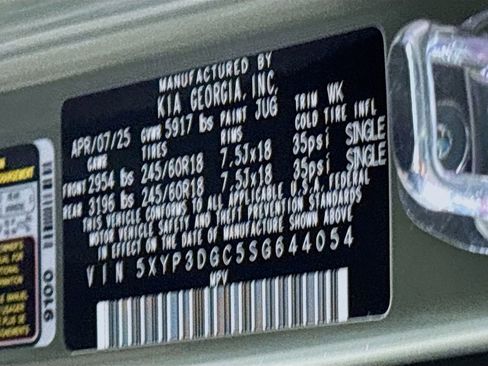 MANUFACTURED BY
KIA GEORGIA, INC.
APR/07/25 GVWR 5917 lbs PAINT JUG TRIM WK
GAWR TIRES RIMS COLD TIRE INFL
FRONT 2954 lbs 245/60R18 7.5JX18 35psi SINGLE
REAR 3196 lbs 245/60R18 7.5JX18 35psi SINGLE
THIS VEHICLE CONFORMS TO ALL APPLICABLE U.S.A. FEDERAL
MOTOR VEHICLE SAFETY AND THEFT PREVENTION STANDARDS
IN EFFECT ON THE DATE OF MANUFACTURE SHOWN ABOVE
VIN 5XYP3DGC5SG644054
MPV
0016